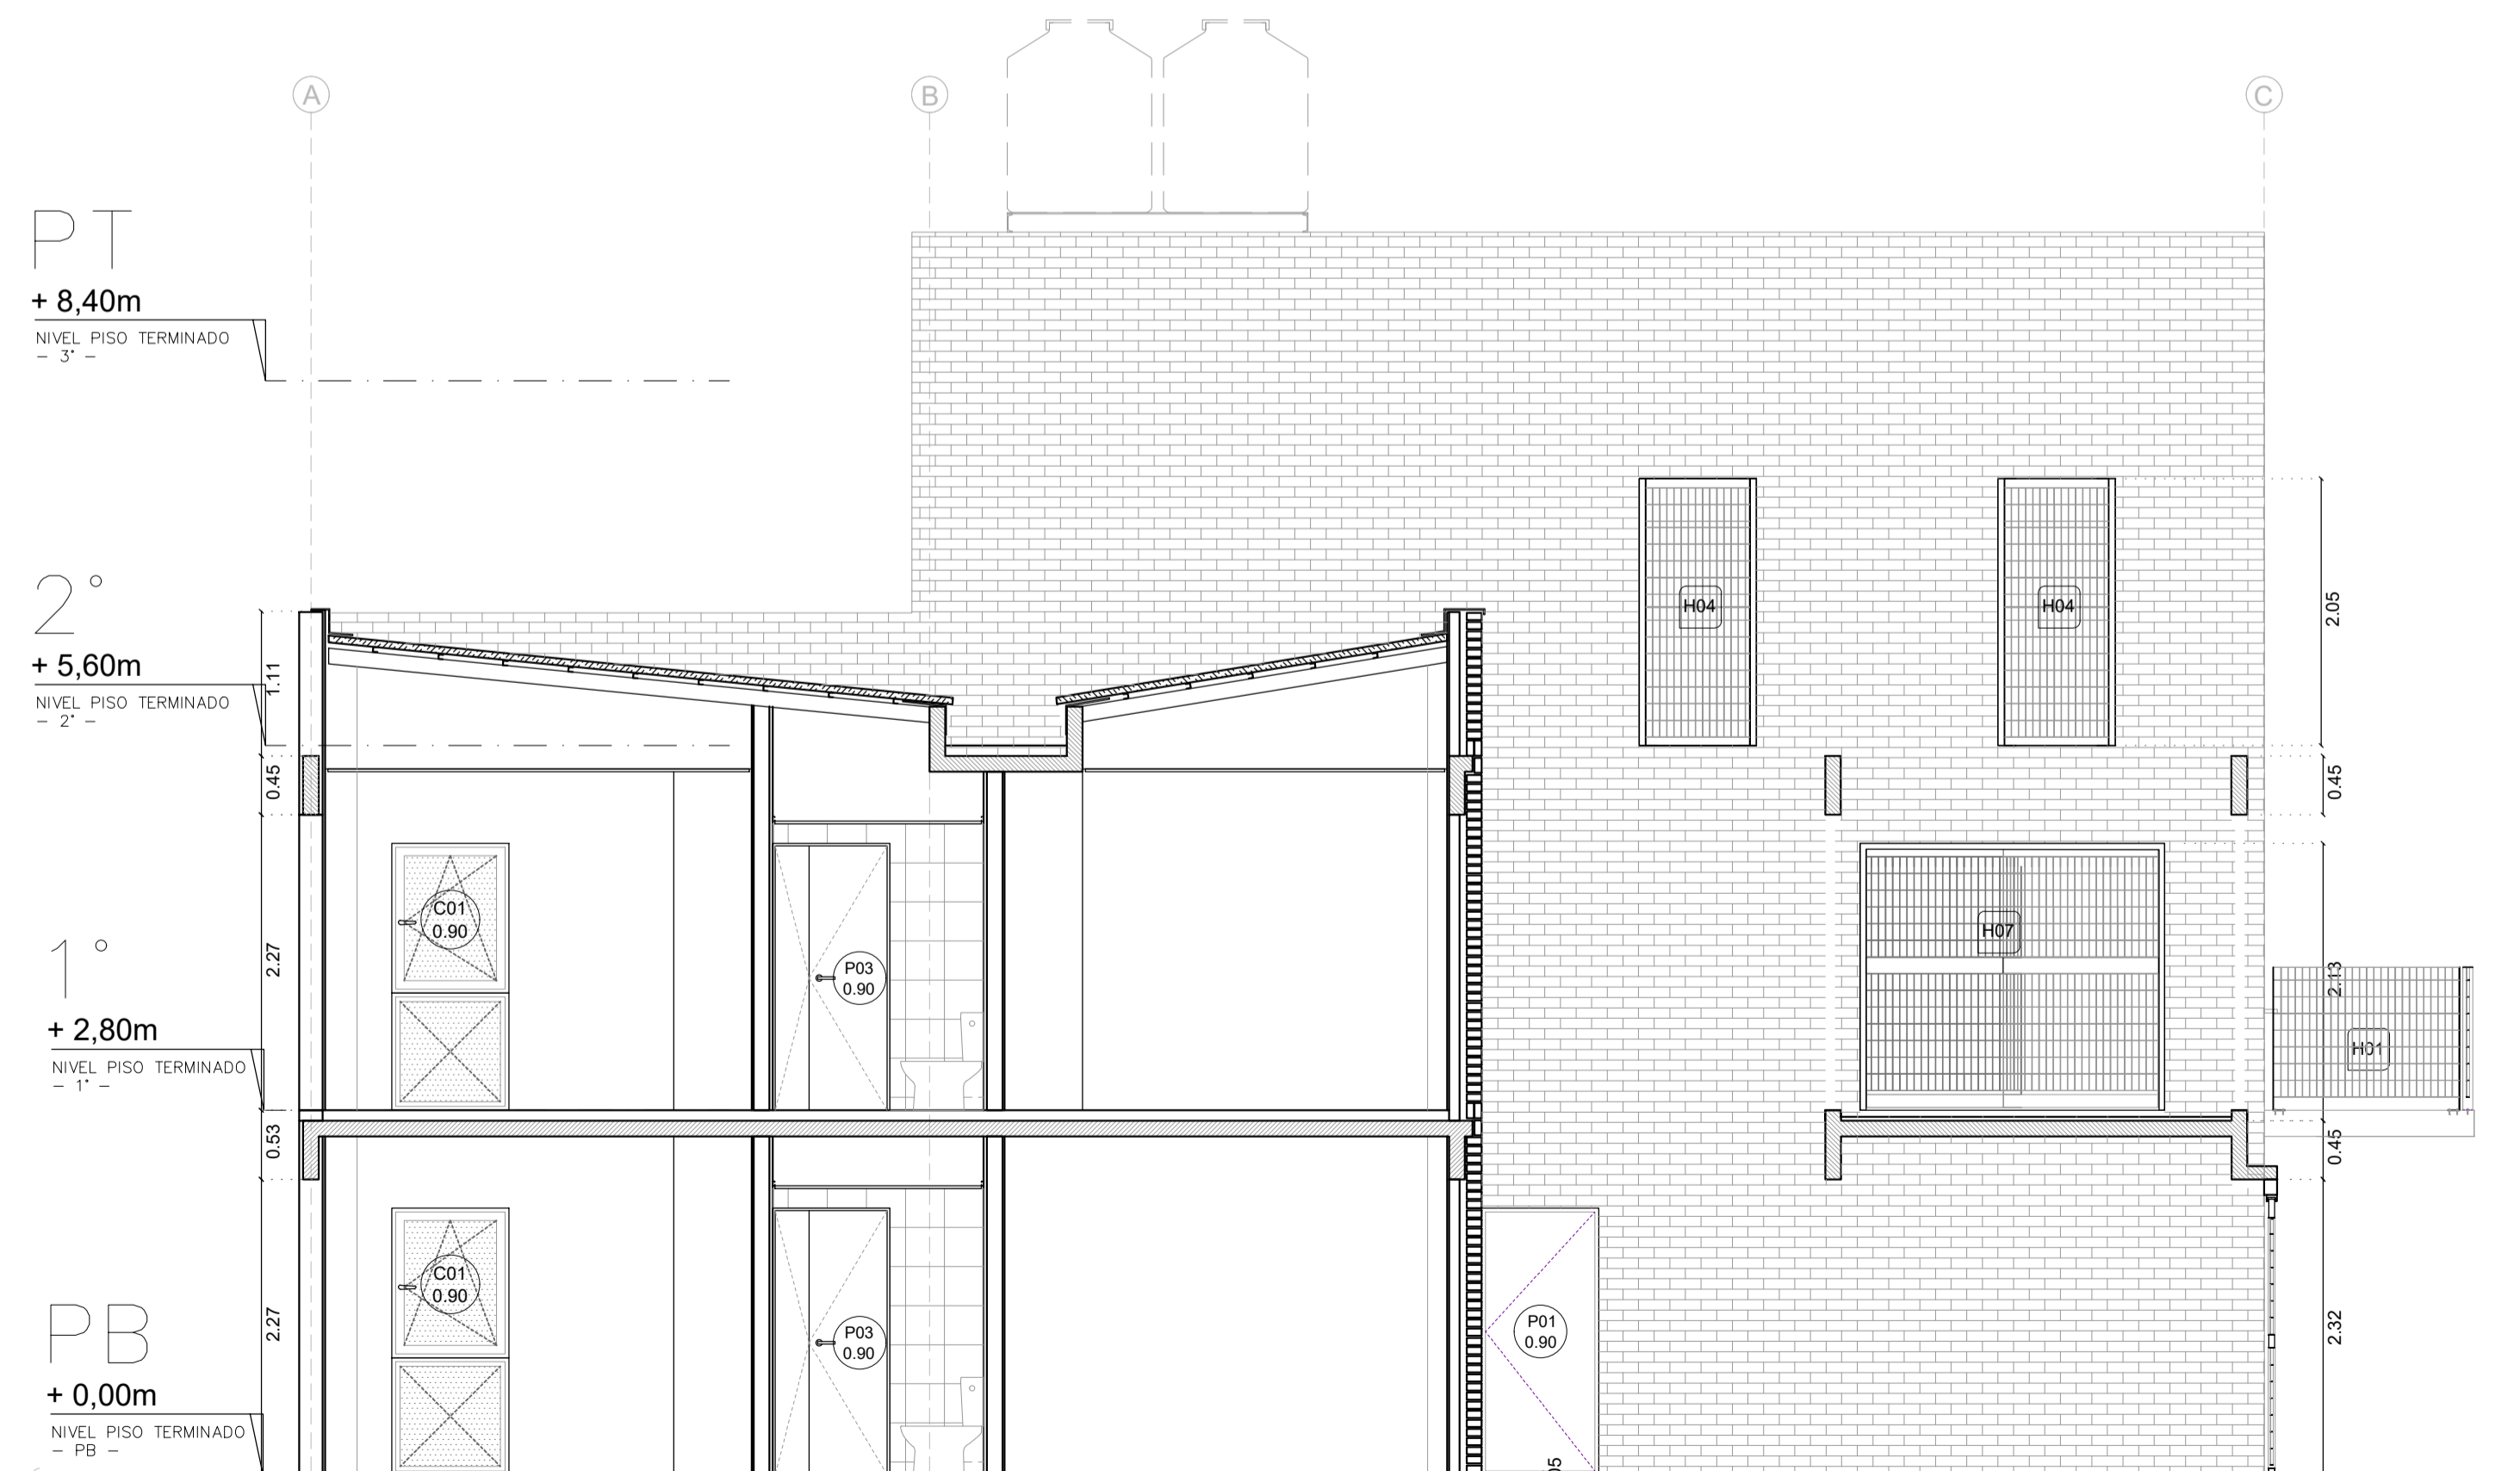 A
B
C
PT
+ 8,40m
NIVEL PISO TERMINADO
- 3° -
2°
+ 5,60m
NIVEL PISO TERMINADO
- 2° -
1°
+ 2,80m
NIVEL PISO TERMINADO
- 1° -
PB
+ 0,00m
NIVEL PISO TERMINADO
- PB -
1.11
0.45
2.27
0.53
2.27
C01
0.90
P03
0.90
C01
0.90
P03
0.90
P01
0.90
H04
H04
H07
H01
2.05
0.45
2.13
0.45
2.32